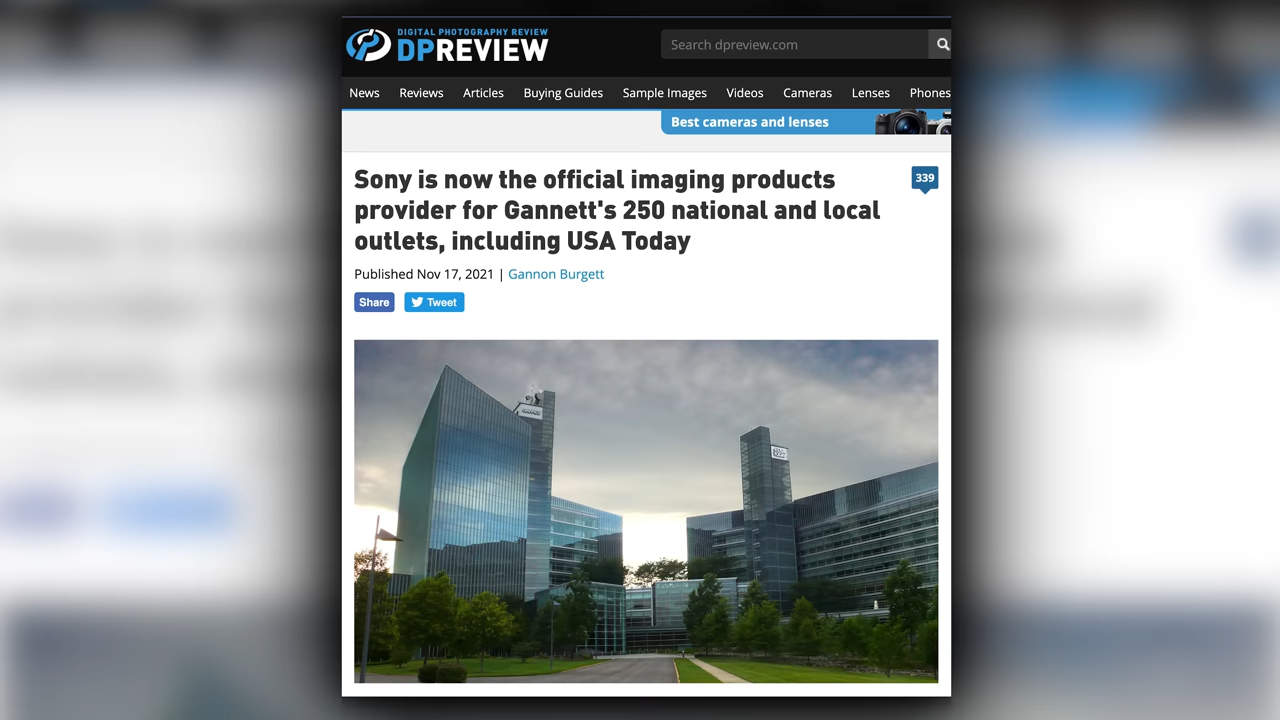 DIGITAL PHOTOGRAPHY REVIEW
DPREVIEW
Search dpreview.com
News Reviews Articles Buying Guides Sample Images Videos Cameras Lenses Phones
Best cameras and lenses
Sony is now the official imaging products
provider for Gannett's 250 national and local
outlets, including USA Today
339
Published Nov 17, 2021 | Gannon Burgett
Share Tweet
GANNETT